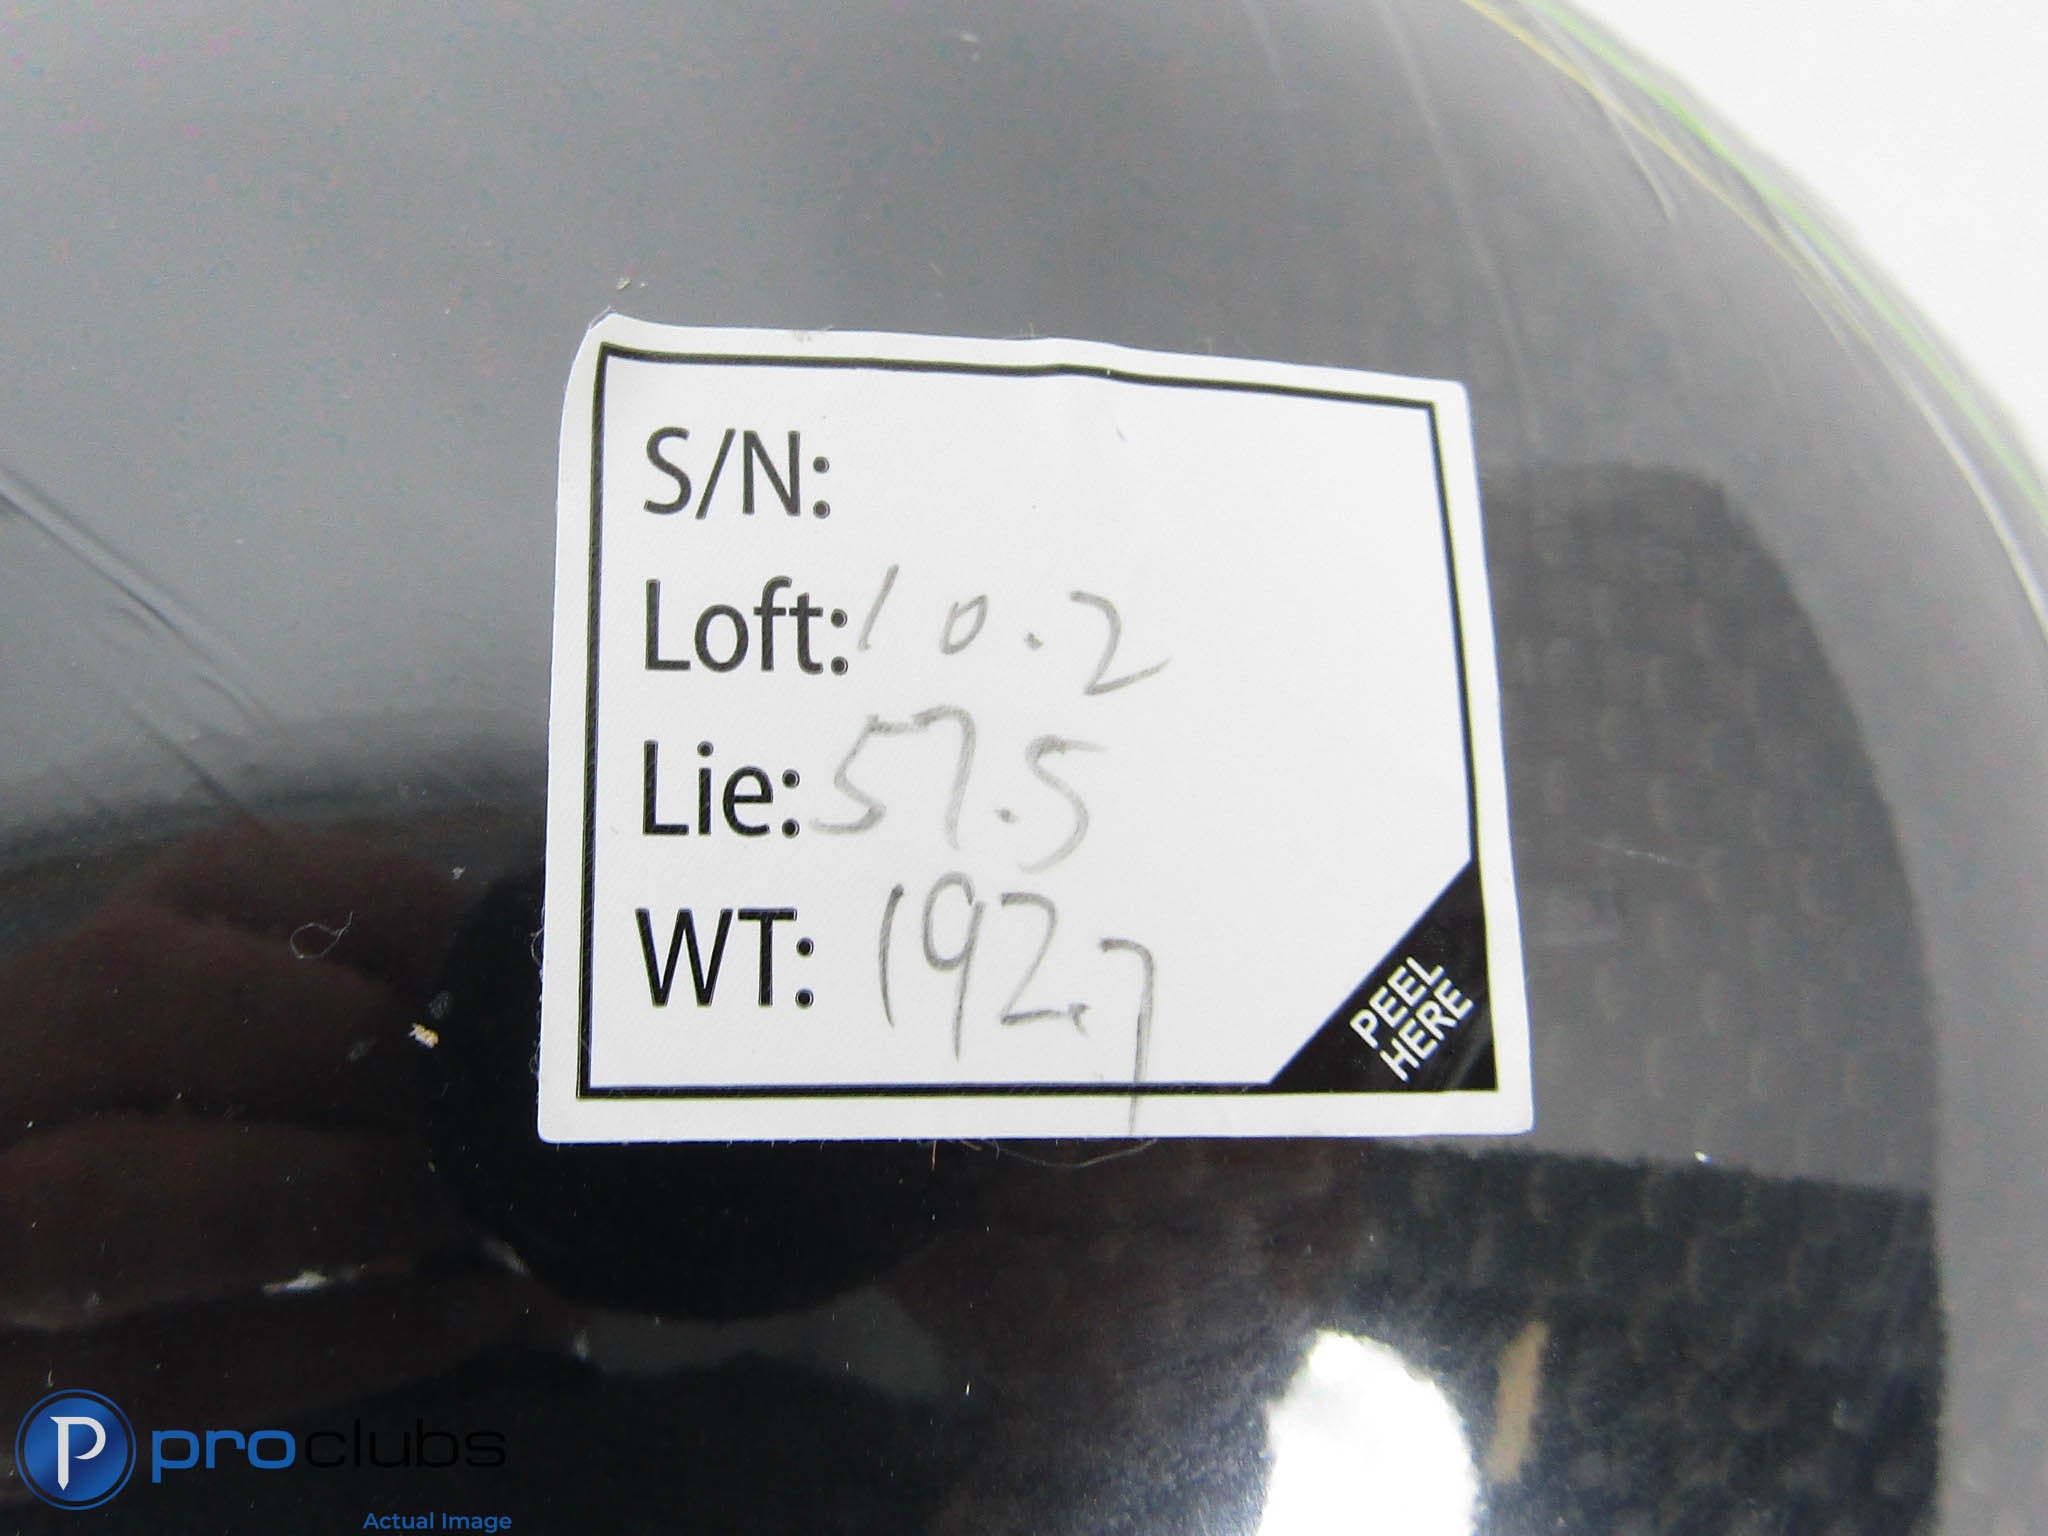 S/N:
Loft: 10.2
Lie: 57.5
WT: 192.7
PEEL
HERE
P proclubs
Actual Image